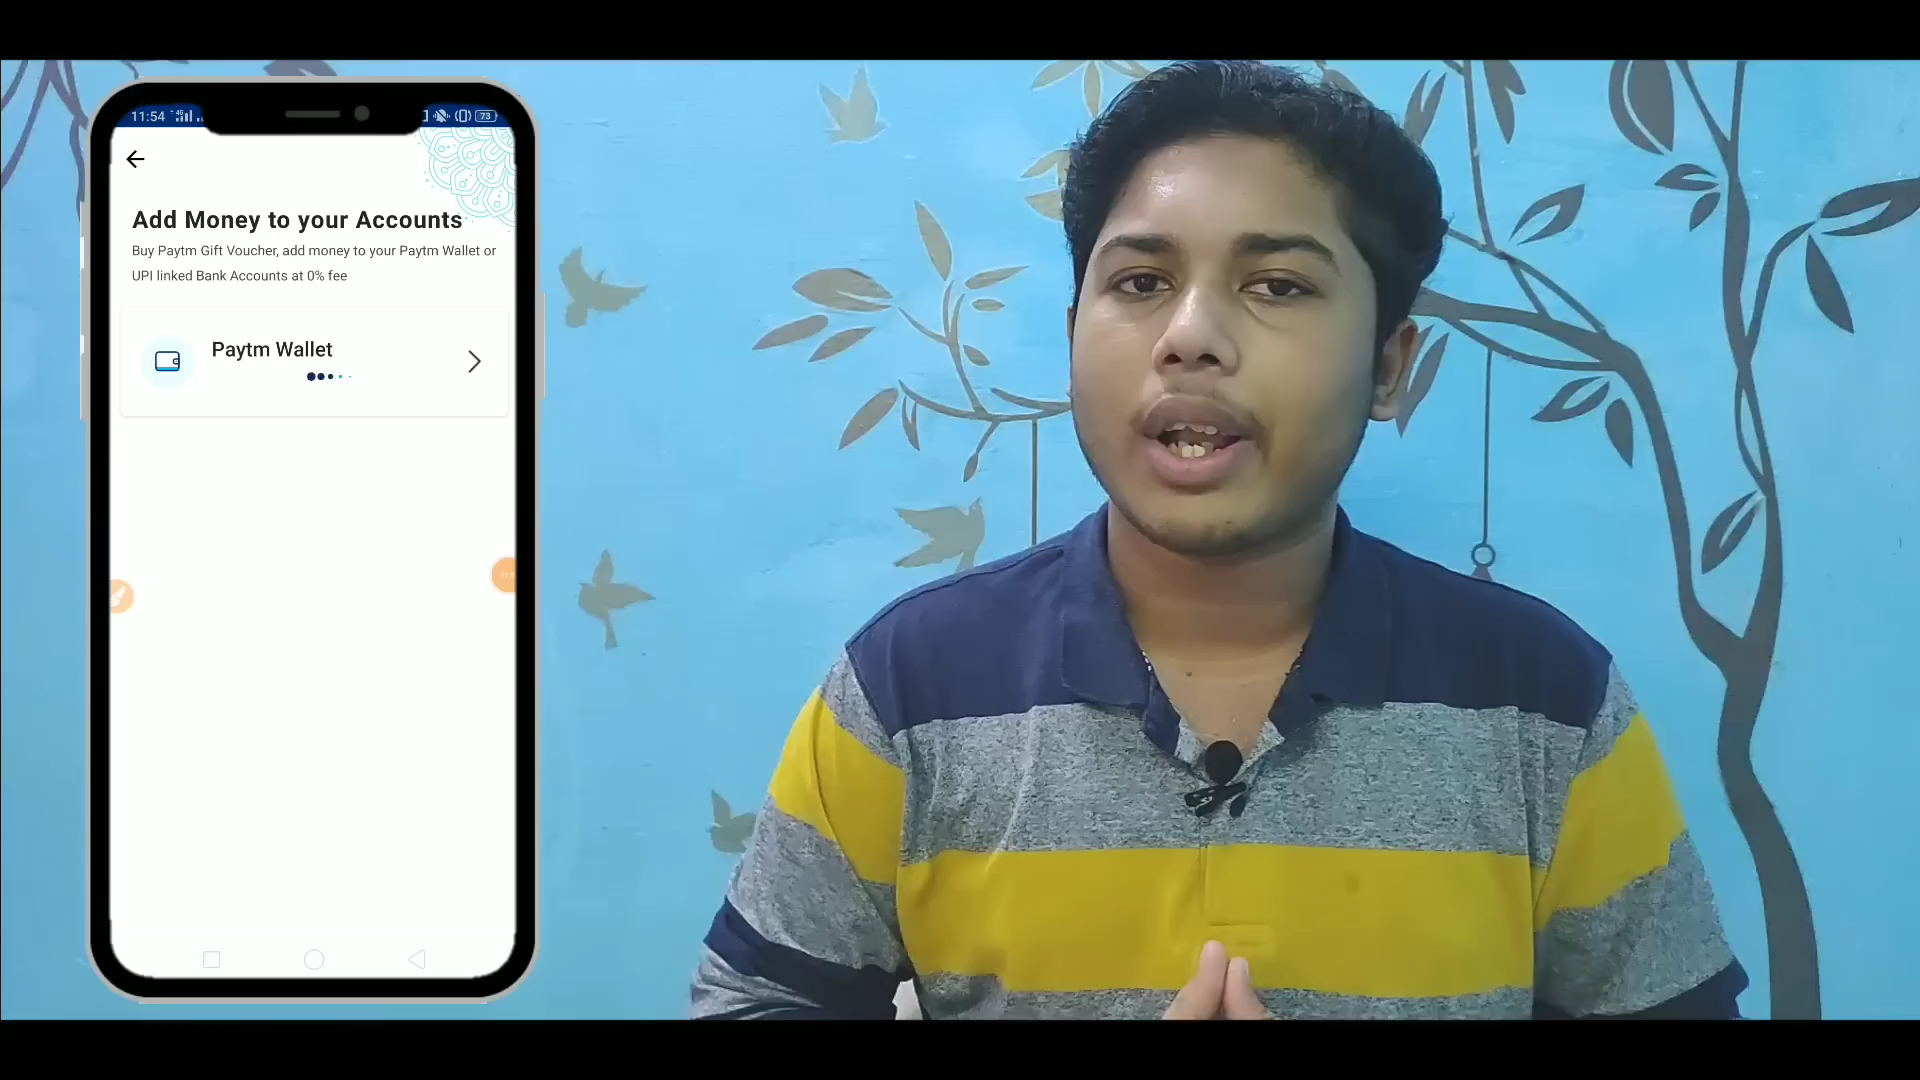 11:54
73
Add Money to your Accounts
Buy Paytm Gift Voucher, add money to your Paytm Wallet or
UPI linked Bank Accounts at 0% fee
Paytm Wallet